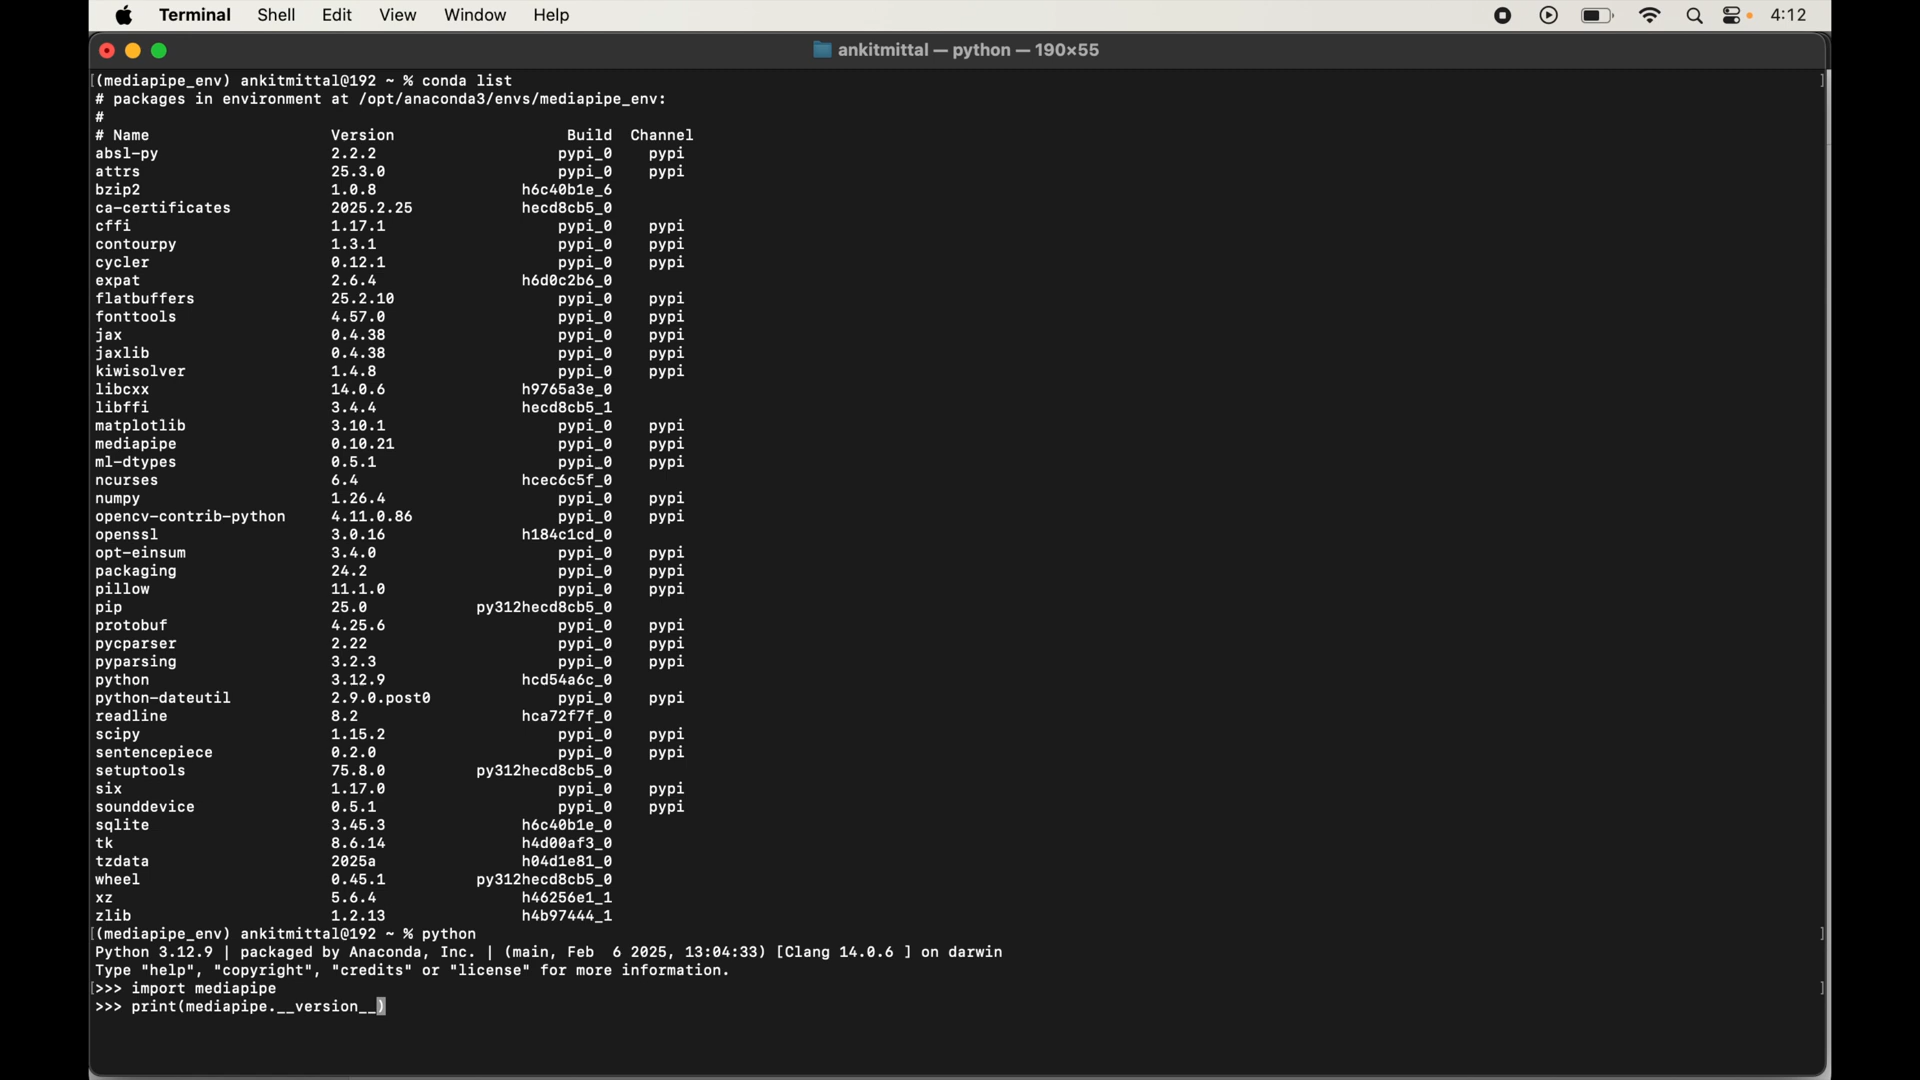 Terminal Shell Edit View Window Help 4:12
ankitmittal — python — 190×55
[(mediapipe_env) ankitmittal@192 ~ % conda list ]
# packages in environment at /opt/anaconda3/envs/mediapipe_env:
#
# Name Version Build Channel
absl-py 2.2.2 pypi_0 pypi
attrs 25.3.0 pypi_0 pypi
bzip2 1.0.8 h6c40b1e_6
ca-certificates 2025.2.25 hecd8cb5_0
cffi 1.17.1 pypi_0 pypi
contourpy 1.3.1 pypi_0 pypi
cycler 0.12.1 pypi_0 pypi
expat 2.6.4 h6d0c2b6_0
flatbuffers 25.2.10 pypi_0 pypi
fonttools 4.57.0 pypi_0 pypi
jax 0.4.38 pypi_0 pypi
jaxlib 0.4.38 pypi_0 pypi
kiwisolver 1.4.8 pypi_0 pypi
libcxx 14.0.6 h9765a3e_0
libffi 3.4.4 hecd8cb5_1
matplotlib 3.10.1 pypi_0 pypi
mediapipe 0.10.21 pypi_0 pypi
ml-dtypes 0.5.1 pypi_0 pypi
ncurses 6.4 hcec6c5f_0
numpy 1.26.4 pypi_0 pypi
opencv-contrib-python 4.11.0.86 pypi_0 pypi
openssl 3.0.16 h184c1cd_0
opt-einsum 3.4.0 pypi_0 pypi
packaging 24.2 pypi_0 pypi
pillow 11.1.0 pypi_0 pypi
pip 25.0 py312hecd8cb5_0
protobuf 4.25.6 pypi_0 pypi
pycparser 2.22 pypi_0 pypi
pyparsing 3.2.3 pypi_0 pypi
python 3.12.9 hcd54a6c_0
python-dateutil 2.9.0.post0 pypi_0 pypi
readline 8.2 hca72f7f_0
scipy 1.15.2 pypi_0 pypi
sentencepiece 0.2.0 pypi_0 pypi
setuptools 75.8.0 py312hecd8cb5_0
six 1.17.0 pypi_0 pypi
sounddevice 0.5.1 pypi_0 pypi
sqlite 3.45.3 h6c40b1e_0
tk 8.6.14 h4d00af3_0
tzdata 2025a h04d1e81_0
wheel 0.45.1 py312hecd8cb5_0
xz 5.6.4 h46256e1_1
zlib 1.2.13 h4b97444_1
[(mediapipe_env) ankitmittal@192 ~ % python ]
Python 3.12.9 | packaged by Anaconda, Inc. | (main, Feb  6 2025, 13:04:33) [Clang 14.0.6 ] on darwin
Type "help", "copyright", "credits" or "license" for more information.
[>>> import mediapipe ]
>>> print(mediapipe.__version__)